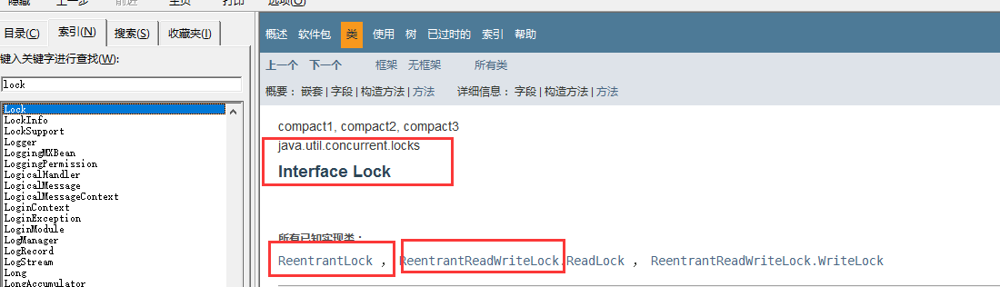 隐藏 上一步 前进 主页 打印 选项(O)
目录(C) 索引(N) 搜索(S) 收藏夹(I)
键入关键字进行查找(W):
lock
Lock
LockInfo
LockSupport
Logger
LoggingMXBean
LoggingPermission
LogicalHandler
LogicalMessage
LogicalMessageContext
LoginContext
LoginException
LoginModule
LogManager
LogRecord
LogStream
Long
LongAccumulator
概述 软件包 类 使用 树 已过时的 索引 帮助
上一个 下一个 框架 无框架 所有类
概要： 嵌套 | 字段 | 构造方法 | 方法 详细信息： 字段 | 构造方法 | 方法
compact1, compact2, compact3
java.util.concurrent.locks
Interface Lock
所有已知实现类：
ReentrantLock ， ReentrantReadWriteLock.ReadLock ， ReentrantReadWriteLock.WriteLock